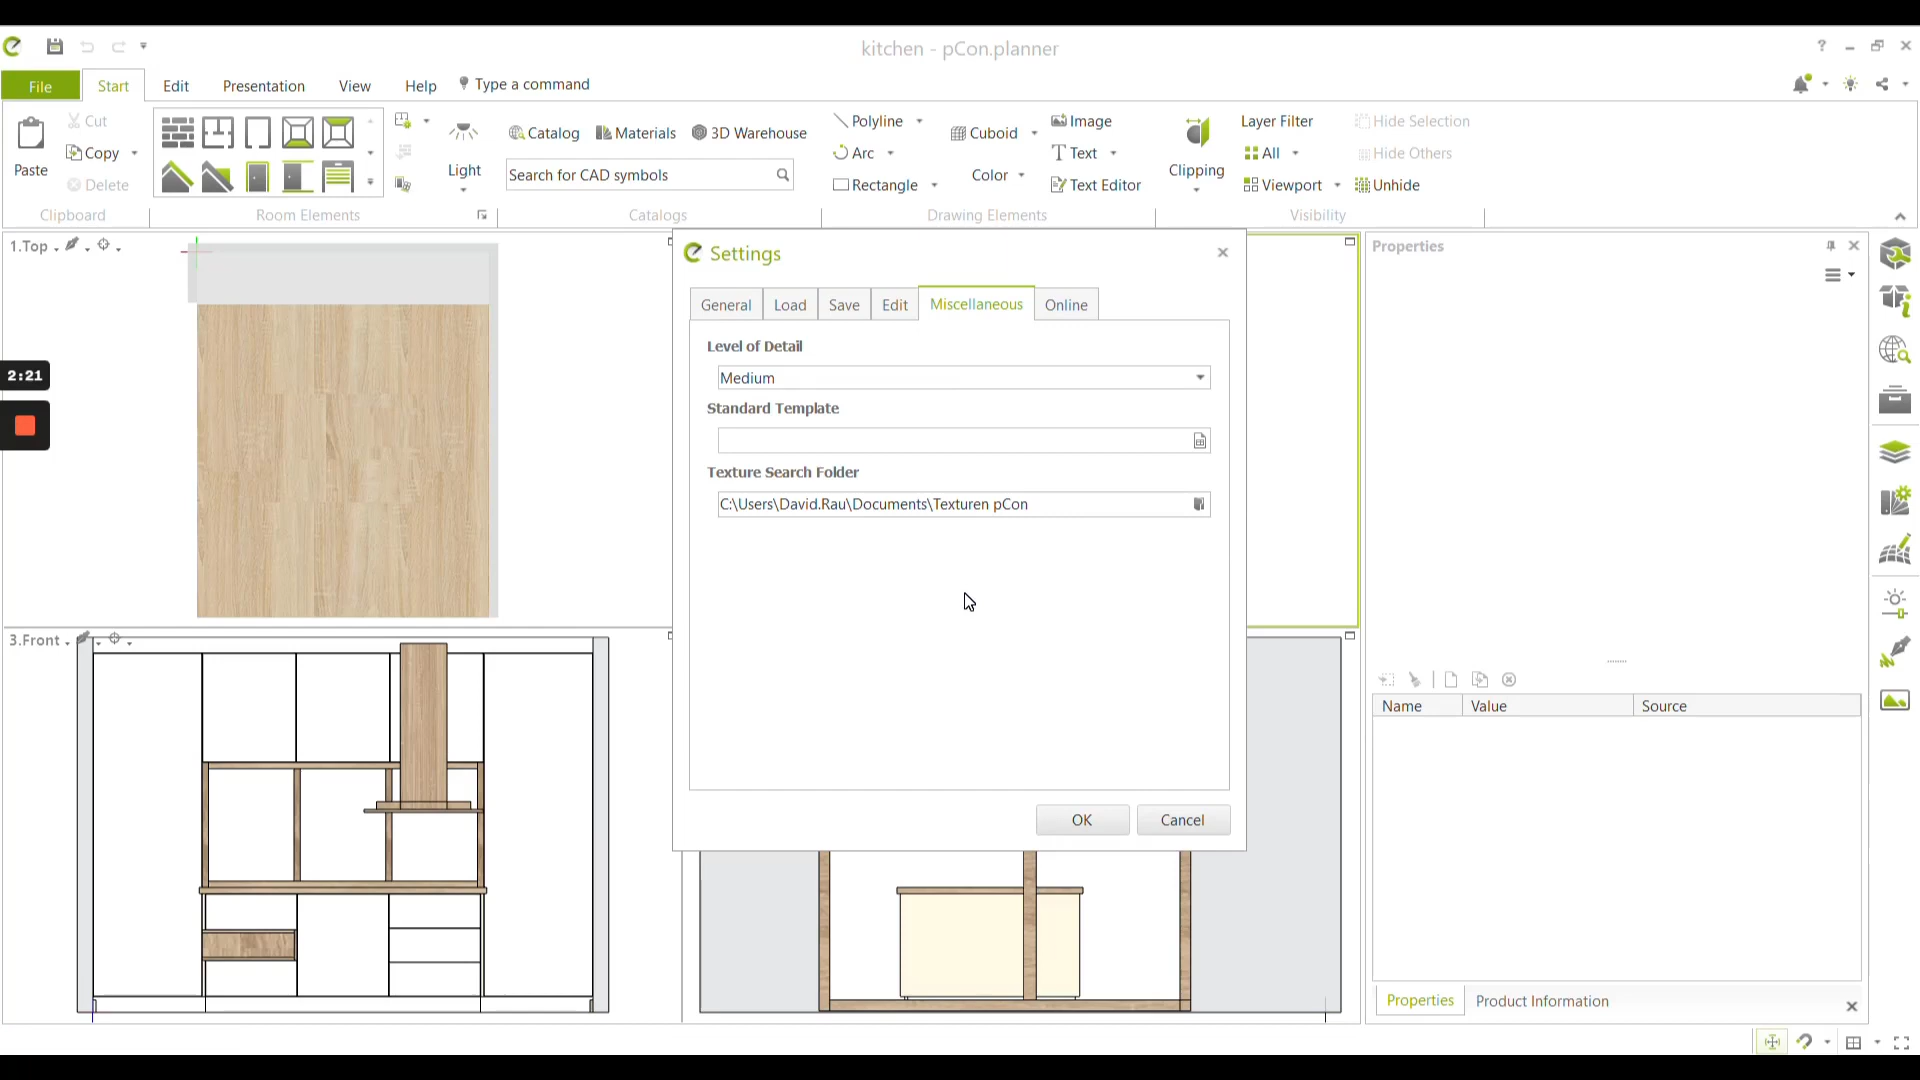 kitchen - pCon.planner
File
Start
Edit
Presentation
View
Help
Type a command
Paste
Cut
Copy
Delete
Clipboard
Room Elements
Light
Catalog
Materials
3D Warehouse
Search for CAD symbols
Catalogs
Polyline
Arc
Rectangle
Cuboid
Color
Image
Text
Text Editor
Drawing Elements
Clipping
Layer Filter
All
Viewport
Hide Selection
Hide Others
Unhide
Visibility
1.Top
2:21
3.Front
Settings
General
Load
Save
Edit
Miscellaneous
Online
Level of Detail
Medium
Standard Template
Texture Search Folder
C:\Users\David.Rau\Documents\Texturen pCon
OK
Cancel
Properties
Name
Value
Source
Properties
Product Information